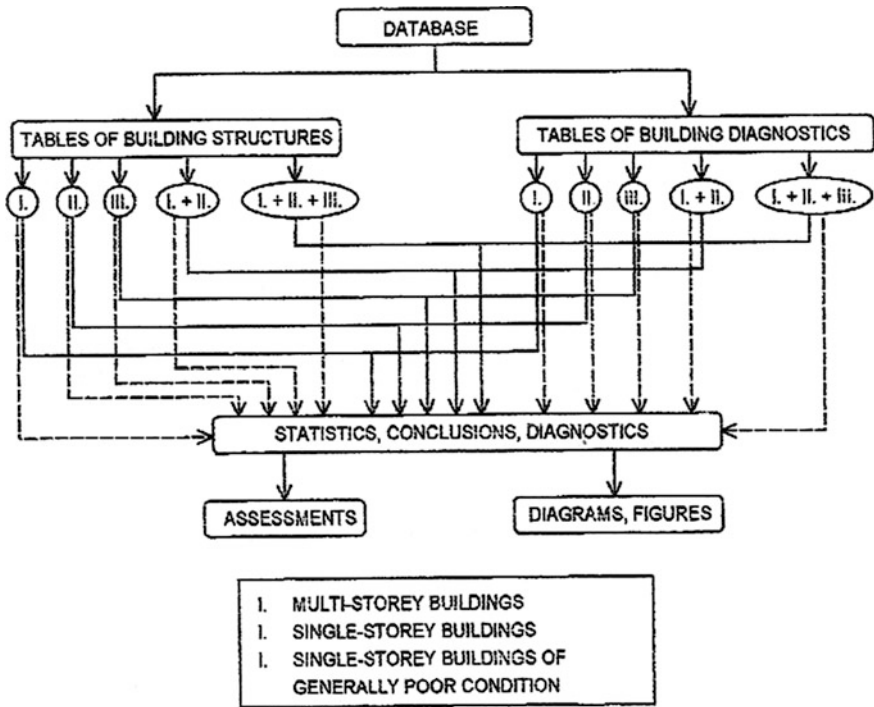 DATABASE
TABLES OF BUILDING STRUCTURES
TABLES OF BUILDING DIAGNOSTICS
I.
II.
III.
I. + II.
I. + II. + III.
I.
II.
III.
I. + II.
I. + II. + III.
STATISTICS, CONCLUSIONS, DIAGNOSTICS
ASSESSMENTS
DIAGRAMS, FIGURES
I. MULTI-STOREY BUILDINGS
I. SINGLE-STOREY BUILDINGS
I. SINGLE-STOREY BUILDINGS OF
GENERALLY POOR CONDITION